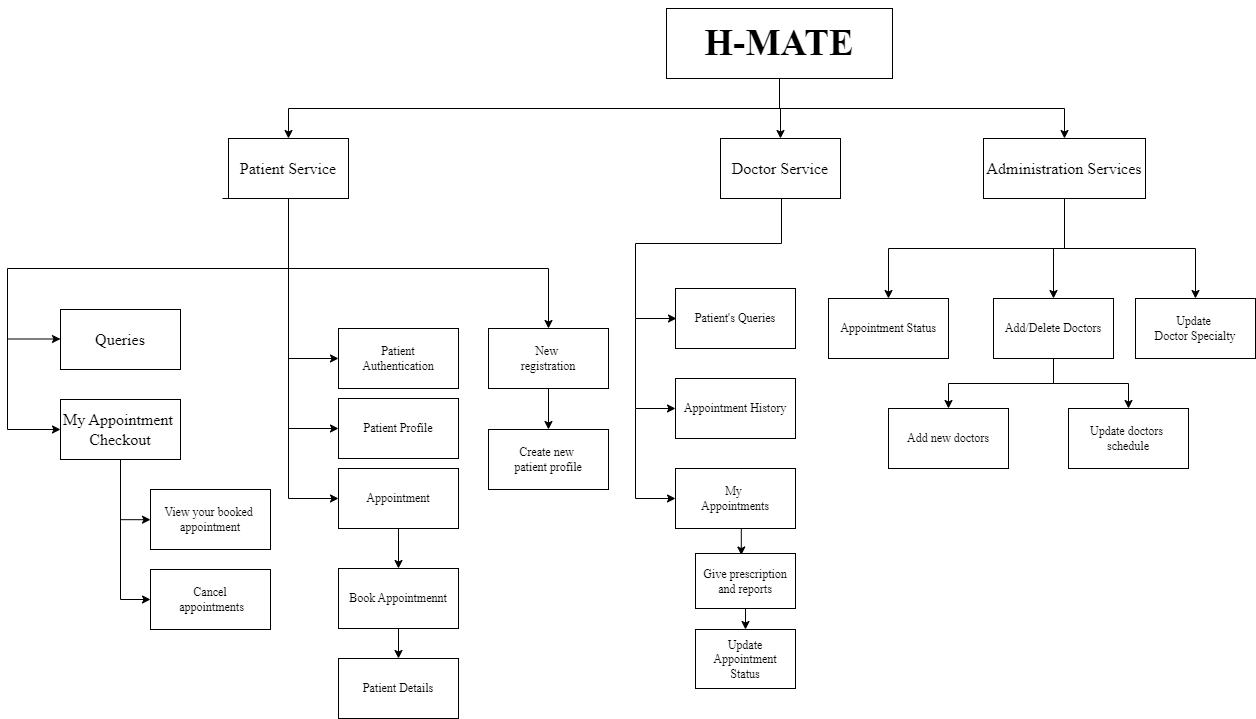 H-MATE
Patient Service
Doctor Service
Administration Services
Queries
My Appointment
Checkout
View your booked
appointment
Cancel
appointments
Patient
Authentication
Patient Profile
Appointment
Book Appointmennt
Patient Details
New
registration
Create new
patient profile
Patient's Queries
Appointment History
My
Appointments
Give prescription
and reports
Update
Appointment
Status
Appointment Status
Add/Delete Doctors
Update
Doctor Specialty
Add new doctors
Update doctors
schedule